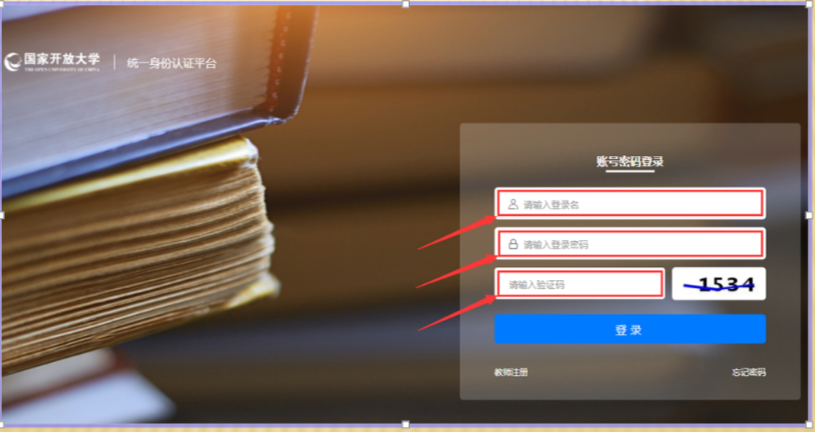 国家开放大学
THE OPEN UNIVERSITY OF CHINA
统一身份认证平台
账号密码登录
请输入登录名
请输入登录密码
请输入验证码
1534
登 录
教师注册
忘记密码